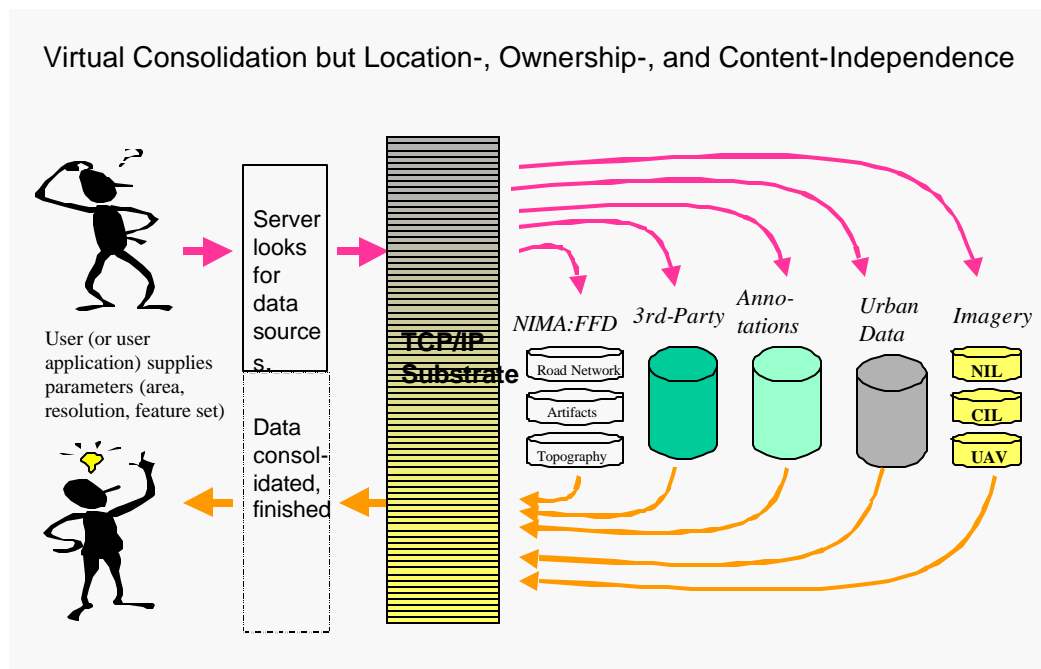 Virtual Consolidation but Location-, Ownership-, and Content-Independence
Server
looks
for
data
source
s,
User (or user
application) supplies
parameters (area,
resolution, feature set)
Data
consol-
idated,
finished
TCP/IP
Substrate
NIMA:FFD
Road Network
Artifacts
Topography
3rd-Party
Anno-
tations
Urban
Data
Imagery
NIL
CIL
UAV